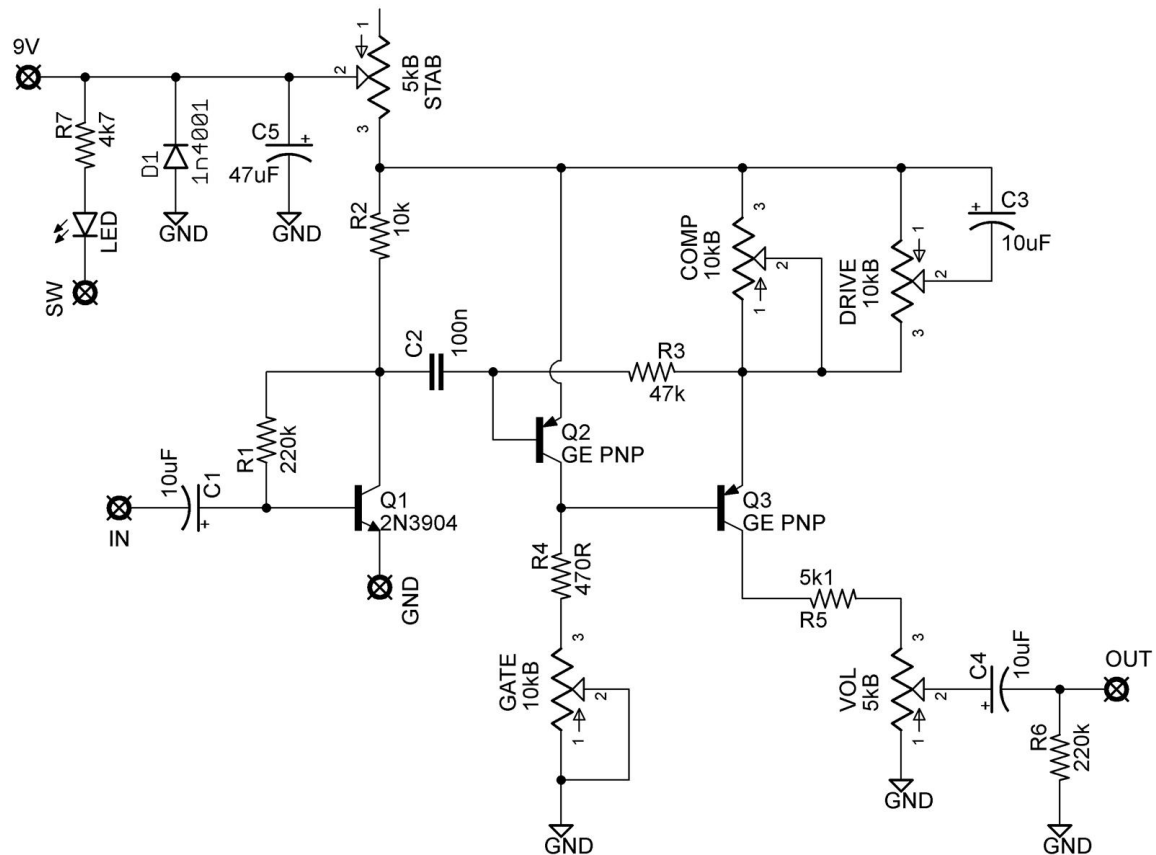 9V
1
2
5kB
STAB
3
R7
4k7
D1
1n4001
C5
+
47uF
LED
GND
GND
SW
R2
10k
COMP
10kB
3
2
1
DRIVE
10kB
1
2
3
+
C3
10uF
C2
100n
R3
47k
R1
220k
Q2
GE PNP
10uF
C1
+
IN
Q1
2N3904
GND
Q3
GE PNP
R4
470R
5k1
R5
GATE
10kB
3
2
1
VOL
5kB
3
2
1
C4
10uF
+
OUT
R6
220k
GND
GND
GND